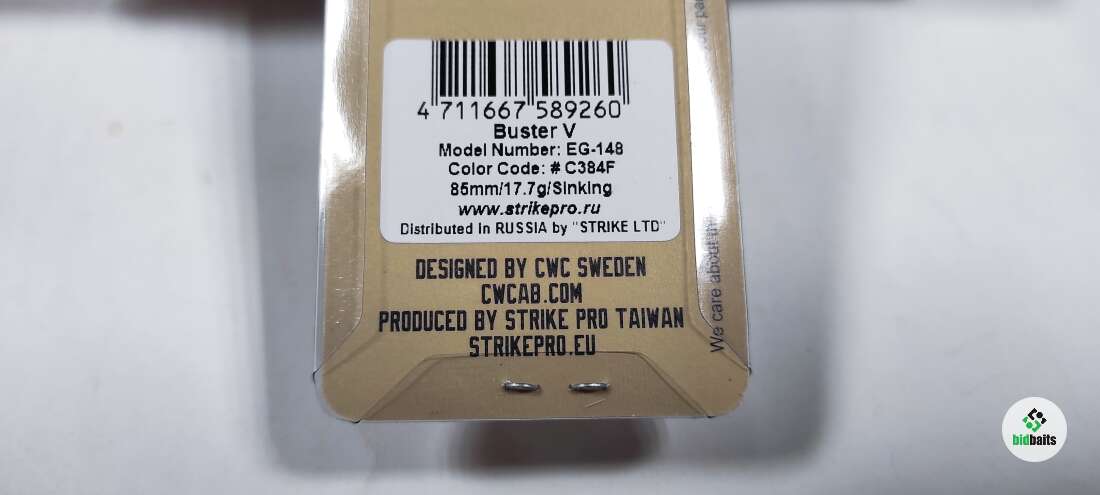 4 711667 589260
Buster V
Model Number: EG-148
Color Code: # C384F
85mm/17.7g/Sinking
www.strikepro.ru
Distributed in RUSSIA by "STRIKE LTD"
DESIGNED BY CWC SWEDEN
CWCAB.COM
PRODUCED BY STRIKE PRO TAIWAN
STRIKEPRO.EU
We care about
our
bidbaits